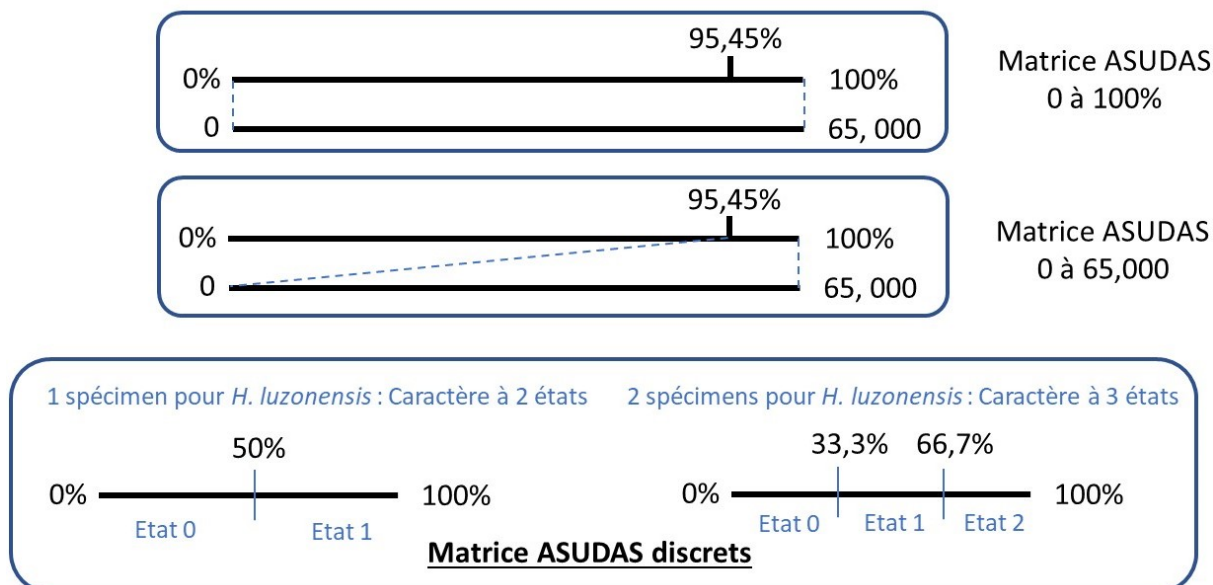 95,45%
0% 100%
0 65, 000
Matrice ASUDAS
0 à 100%
95,45%
0% 100%
0 65, 000
Matrice ASUDAS
0 à 65,000
1 spécimen pour H. luzonensis : Caractère à 2 états
50%
0% 100%
Etat 0 Etat 1
2 spécimens pour H. luzonensis : Caractère à 3 états
33,3% 66,7%
0% 100%
Etat 0 Etat 1 Etat 2
Matrice ASUDAS discrets